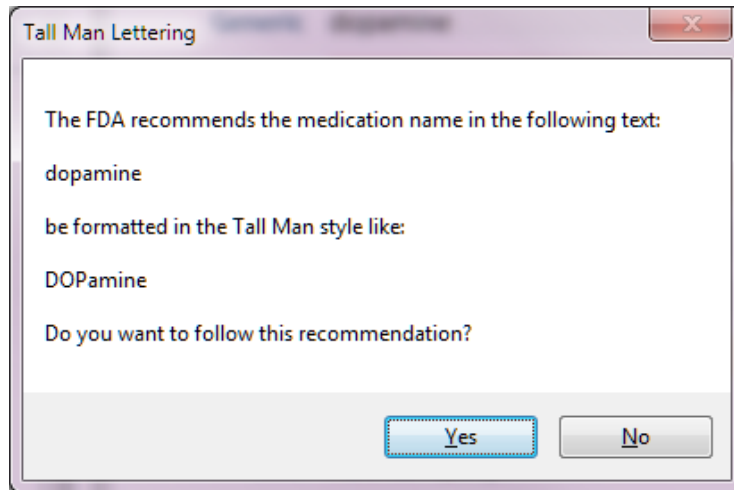 Tall Man Lettering
The FDA recommends the medication name in the following text:
dopamine
be formatted in the Tall Man style like:
DOPamine
Do you want to follow this recommendation?
Yes
No